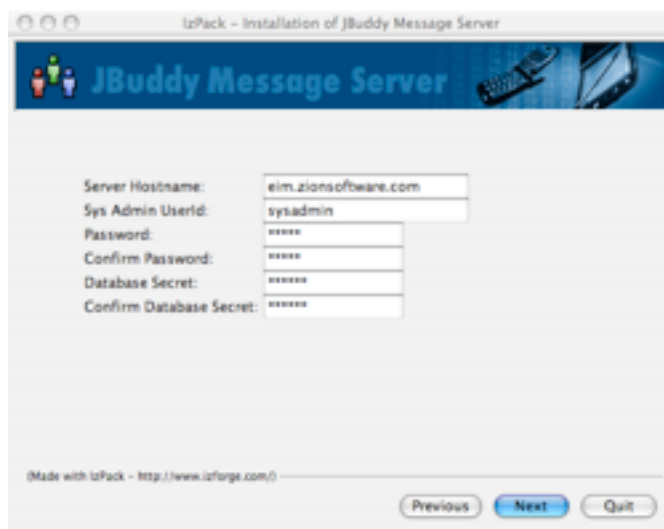 IzPack - Installation of JBuddy Message Server
JBuddy Message Server
Server Hostname: eim.zionsoftware.com
Sys Admin UserId: sysadmin
Password: *****
Confirm Password: *****
Database Secret: ******
Confirm Database Secret: ******
(Made with IzPack - http://www.izforge.com/)
Previous Next Quit